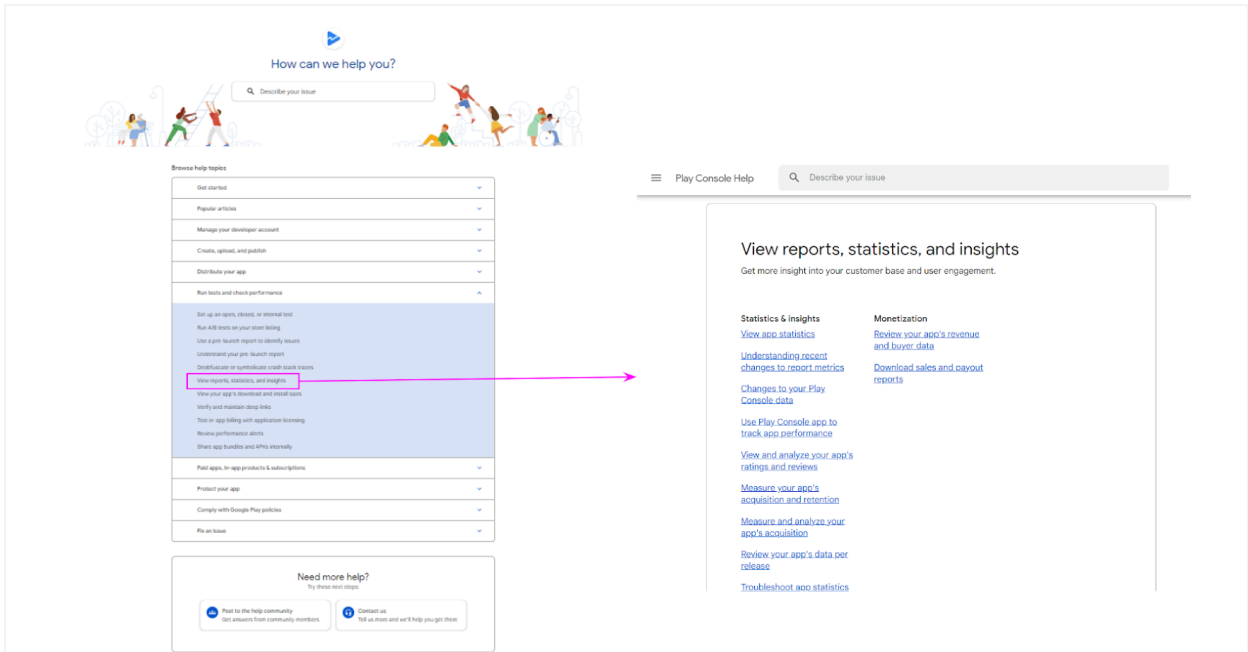 How can we help you?
Describe your issue
Browse help topics
Get started
Popular articles
Manage your developer account
Create, upload, and publish
Distribute your app
Run tests and check performance
Set up an open, closed, or internal test
Run A/B tests on your store listing
Use a pre-launch report to identify issues
Understand your pre-launch report
Deobfuscate or symbolicate crash stack traces
View reports, statistics, and insights
View your app's download and install sizes
Verify and maintain deep links
Test in-app billing with application licensing
Review performance alerts
Share app bundles and APKs internally
Paid apps, in-app products & subscriptions
Protect your app
Comply with Google Play policies
Fix an issue
Need more help?
Try these next steps:
Post to the help community
Get answers from community members
Contact us
Tell us more and we'll help you get there
Play Console Help
Describe your issue
View reports, statistics, and insights
Get more insight into your customer base and user engagement.
Statistics & insights
View app statistics
Understanding recent
changes to report metrics
Changes to your Play
Console data
Use Play Console app to
track app performance
View and analyze your app's
ratings and reviews
Measure your app's
acquisition and retention
Measure and analyze your
app's acquisition
Review your app's data per
release
Troubleshoot app statistics
Monetization
Review your app's revenue
and buyer data
Download sales and payout
reports